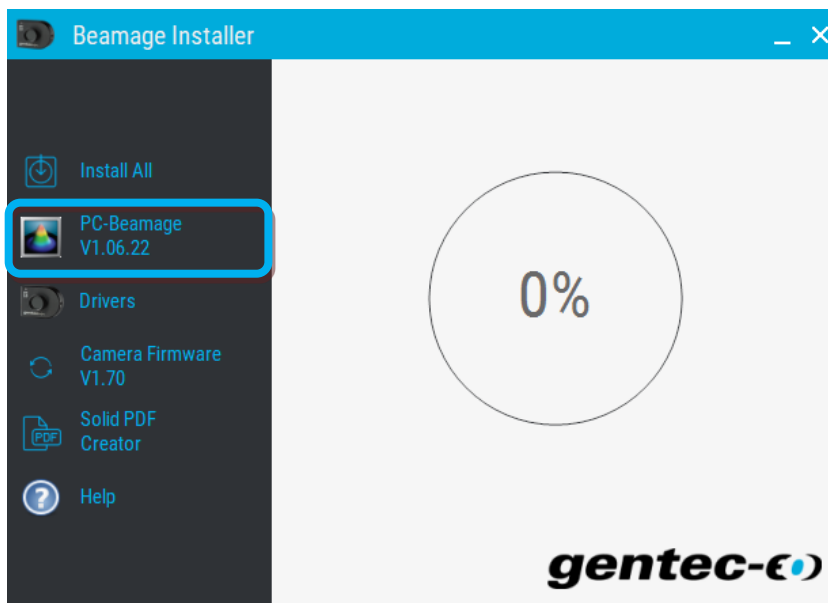 Beamage Installer
Install All
PC-Beamage
V1.06.22
Drivers
Camera Firmware
V1.70
Solid PDF
Creator
PDF
Help
0%
gentec-eo